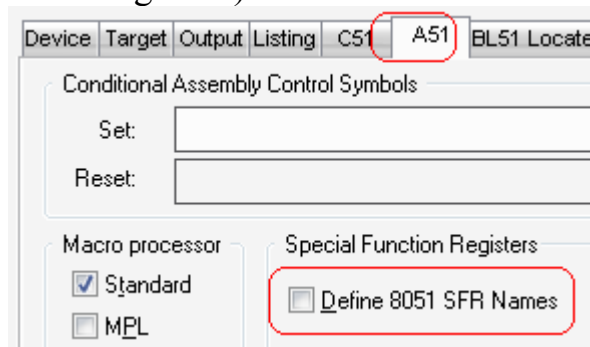 Device Target Output Listing C51 A51 BL51 Locate
Conditional Assembly Control Symbols
Set:
Reset:
Macro processor Special Function Registers
Standard Define 8051 SFR Names
MPL